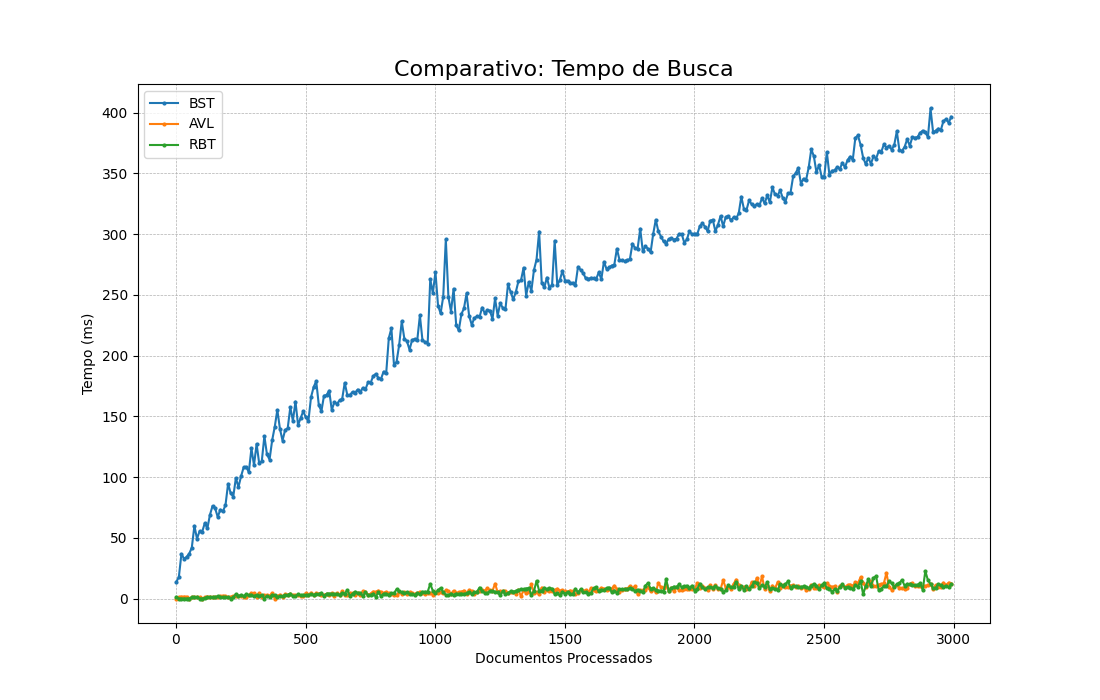 Comparativo: Tempo de Busca
BST
AVL
RBT
Tempo (ms)
400
350
300
250
200
150
100
50
0
0 500 1000 1500 2000 2500 3000
Documentos Processados